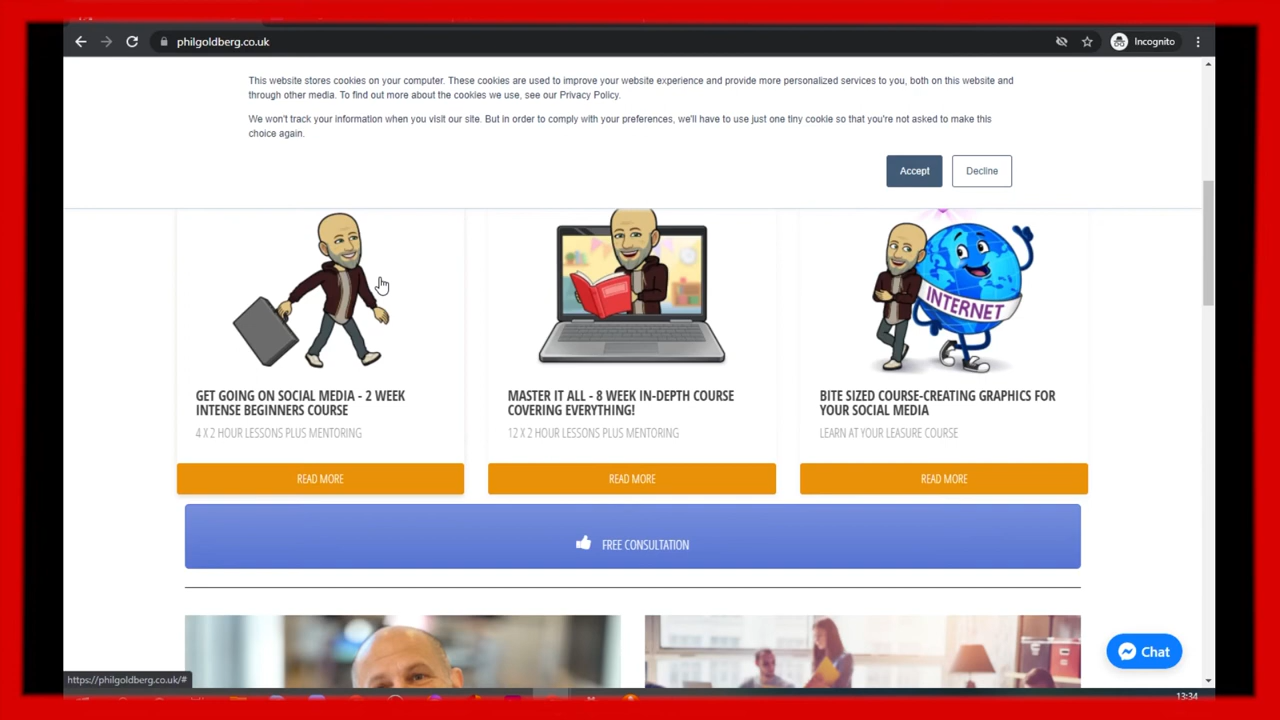 philgoldberg.co.uk
Incognito
This website stores cookies on your computer. These cookies are used to improve your website experience and provide more personalized services to you, both on this website and
through other media. To find out more about the cookies we use, see our Privacy Policy.
We won't track your information when you visit our site. But in order to comply with your preferences, we'll have to use just one tiny cookie so that you're not asked to make this
choice again.
Accept
Decline
INTERNET
GET GOING ON SOCIAL MEDIA - 2 WEEK
INTENSE BEGINNERS COURSE
4 X 2 HOUR LESSONS PLUS MENTORING
READ MORE
MASTER IT ALL - 8 WEEK IN-DEPTH COURSE
COVERING EVERYTHING!
12 X 2 HOUR LESSONS PLUS MENTORING
READ MORE
BITE SIZED COURSE-CREATING GRAPHICS FOR
YOUR SOCIAL MEDIA
LEARN AT YOUR LEASURE COURSE
READ MORE
FREE CONSULTATION
Chat
https://philgoldberg.co.uk/#
13:34